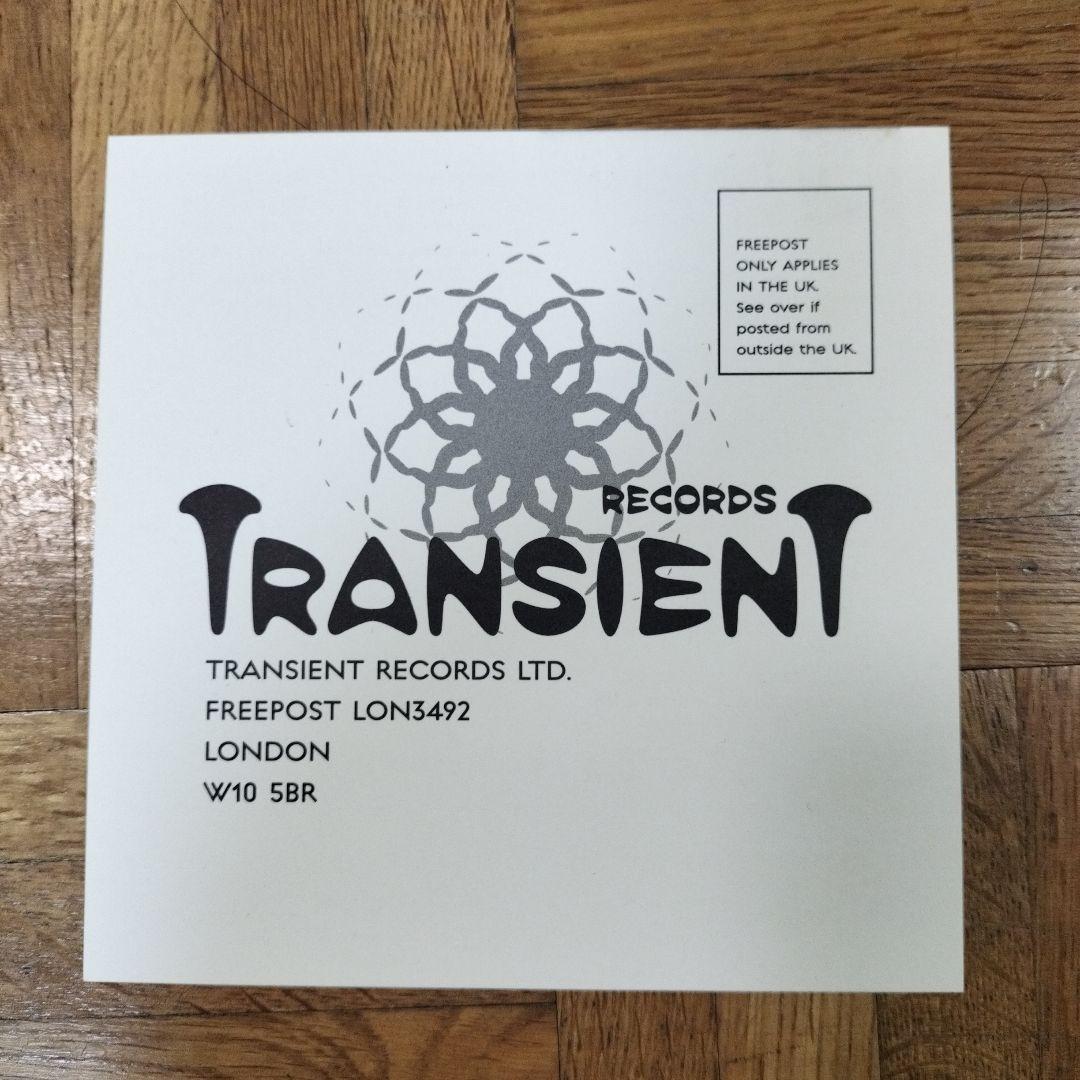 FREEPOST
ONLY APPLIES
IN THE UK.
See over if
posted from
outside the UK.
RECORDS
TRANSIENT
TRANSIENT RECORDS LTD.
FREEPOST LON3492
LONDON
W10 5BR